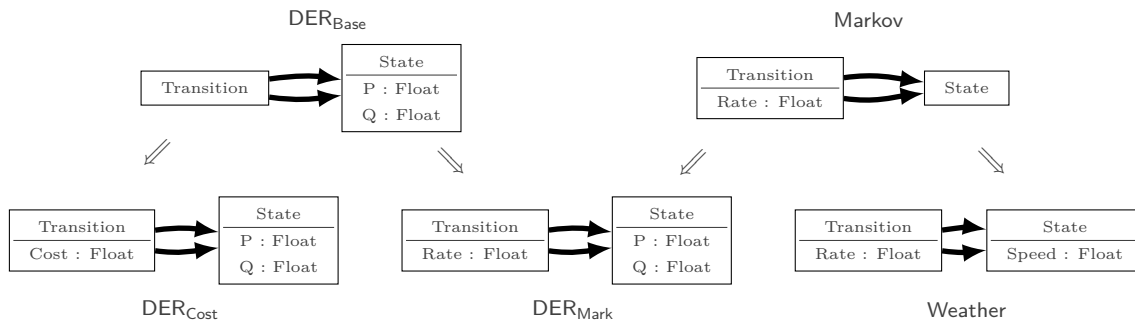 DER_Base
Markov
Transition
State
P : Float
Q : Float
Transition
Rate : Float
State
Transition
Cost : Float
State
P : Float
Q : Float
Transition
Rate : Float
State
P : Float
Q : Float
Transition
Rate : Float
State
Speed : Float
DER_Cost
DER_Mark
Weather